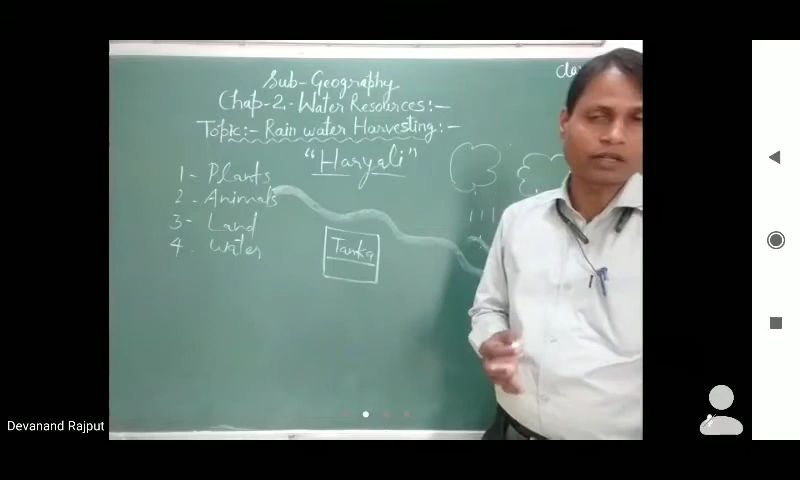 Sub-Geography
Chap-2.-Water Resources:-
Topic:- Rain water Harvesting:-
"Haryali"
1- Plants
2- Animals
3- Land
4. Water
Tanka
Devanand Rajput